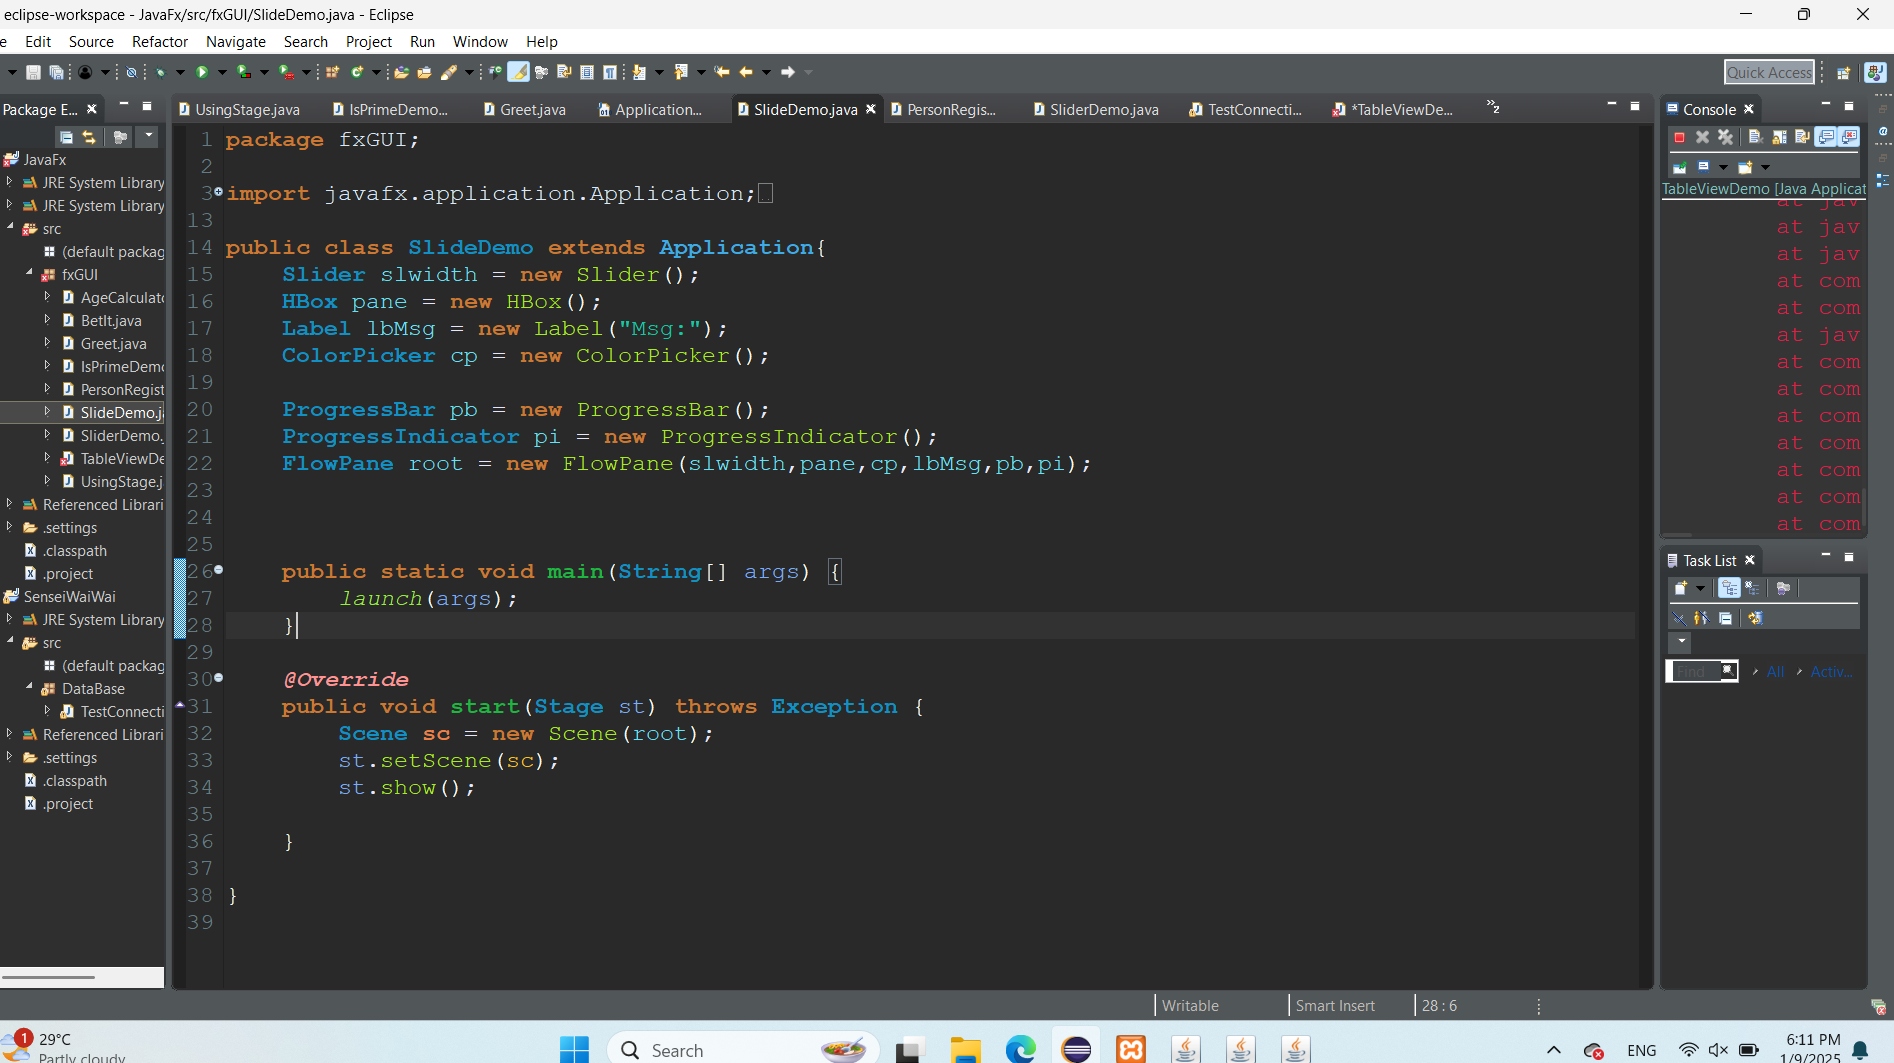 eclipse-workspace - JavaFx/src/fxGUI/SlideDemo.java - Eclipse
e Edit Source Refactor Navigate Search Project Run Window Help
Quick Access
Package E...
UsingStage.java IsPrimeDemo... Greet.java Application... SlideDemo.java PersonRegis... SliderDemo.java TestConnecti... *TableViewDe... »2
JavaFx
JRE System Library
JRE System Library
src
(default packag
fxGUI
AgeCalculat
BetIt.java
Greet.java
IsPrimeDem
PersonRegist
SlideDemo.j
SliderDemo.
TableViewDe
UsingStage.j
Referenced Librari
.settings
.classpath
.project
SenseiWaiWai
JRE System Library
src
(default packag
DataBase
TestConnecti
Referenced Librari
.settings
.classpath
.project
1 package fxGUI;
2
3 import javafx.application.Application;
13
14 public class SlideDemo extends Application{
15 Slider slwidth = new Slider();
16 HBox pane = new HBox();
17 Label lbMsg = new Label("Msg:");
18 ColorPicker cp = new ColorPicker();
19
20 ProgressBar pb = new ProgressBar();
21 ProgressIndicator pi = new ProgressIndicator();
22 FlowPane root = new FlowPane(slwidth,pane,cp,lbMsg,pb,pi);
23
24
25
26 public static void main(String[] args) {
27 launch(args);
28 }
29
30 @Override
31 public void start(Stage st) throws Exception {
32 Scene sc = new Scene(root);
33 st.setScene(sc);
34 st.show();
35
36 }
37
38 }
39
Console
TableViewDemo [Java Applicat
at jav
at jav
at jav
at com
at com
at jav
at com
at com
at com
at com
at com
at com
at com
Task List
Find All Activ...
Writable Smart Insert 28 : 6
1
29°C
Partly cloudy
Search
ENG
6:11 PM
1/9/2025